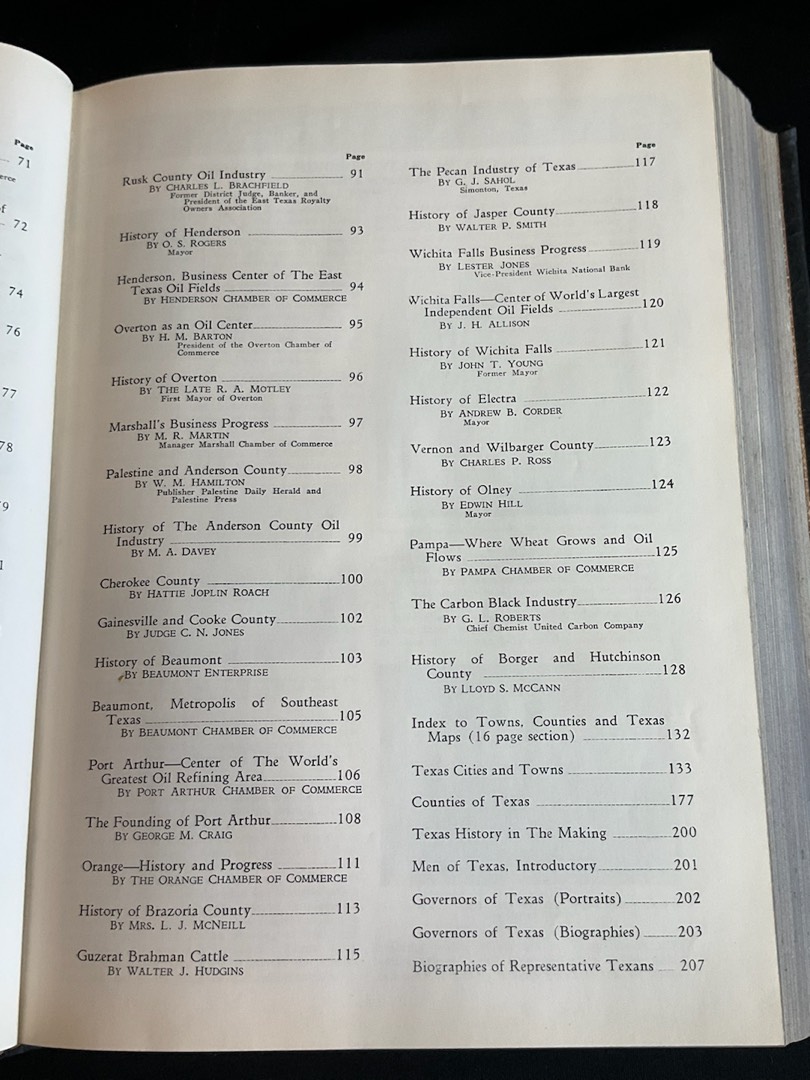 Page
71
erce
f
72
74
76
77
78
9
Page
Rusk County Oil Industry 91
BY CHARLES L. BRACHFIELD
Former District Judge, Banker, and
President of the East Texas Royalty
Owners Association
History of Henderson 93
BY O. S. ROGERS
Mayor
Henderson, Business Center of The East
Texas Oil Fields 94
BY HENDERSON CHAMBER OF COMMERCE
Overton as an Oil Center 95
BY H. M. BARTON
President of the Overton Chamber of
Commerce
History of Overton 96
BY THE LATE R. A. MOTLEY
First Mayor of Overton
Marshall's Business Progress 97
BY M. R. MARTIN
Manager Marshall Chamber of Commerce
Palestine and Anderson County 98
BY W. M. HAMILTON
Publisher Palestine Daily Herald and
Palestine Press
History of The Anderson County Oil
Industry 99
BY M. A. DAVEY
Cherokee County 100
BY HATTIE JOPLIN ROACH
Gainesville and Cooke County 102
BY JUDGE C. N. JONES
History of Beaumont 103
BY BEAUMONT ENTERPRISE
Beaumont, Metropolis of Southeast
Texas 105
BY BEAUMONT CHAMBER OF COMMERCE
Port Arthur—Center of The World's
Greatest Oil Refining Area 106
BY PORT ARTHUR CHAMBER OF COMMERCE
The Founding of Port Arthur 108
BY GEORGE M. CRAIG
Orange—History and Progress 111
BY THE ORANGE CHAMBER OF COMMERCE
History of Brazoria County 113
BY MRS. L. J. MCNEILL
Guzerat Brahman Cattle 115
BY WALTER J. HUDGINS
Page
The Pecan Industry of Texas 117
BY G. J. SAHOL
Simonton, Texas
History of Jasper County 118
BY WALTER P. SMITH
Wichita Falls Business Progress 119
BY LESTER JONES
Vice-President Wichita National Bank
Wichita Falls—Center of World's Largest
Independent Oil Fields 120
BY J. H. ALLISON
History of Wichita Falls 121
BY JOHN T. YOUNG
Former Mayor
History of Electra 122
BY ANDREW B. CORDER
Mayor
Vernon and Wilbarger County 123
BY CHARLES P. ROSS
History of Olney 124
BY EDWIN HILL
Mayor
Pampa—Where Wheat Grows and Oil
Flows 125
BY PAMPA CHAMBER OF COMMERCE
The Carbon Black Industry 126
BY G. L. ROBERTS
Chief Chemist United Carbon Company
History of Borger and Hutchinson
County 128
BY LLOYD S. MCCANN
Index to Towns, Counties and Texas
Maps (16 page section) 132
Texas Cities and Towns 133
Counties of Texas 177
Texas History in The Making 200
Men of Texas, Introductory 201
Governors of Texas (Portraits) 202
Governors of Texas (Biographies) 203
Biographies of Representative Texans 207